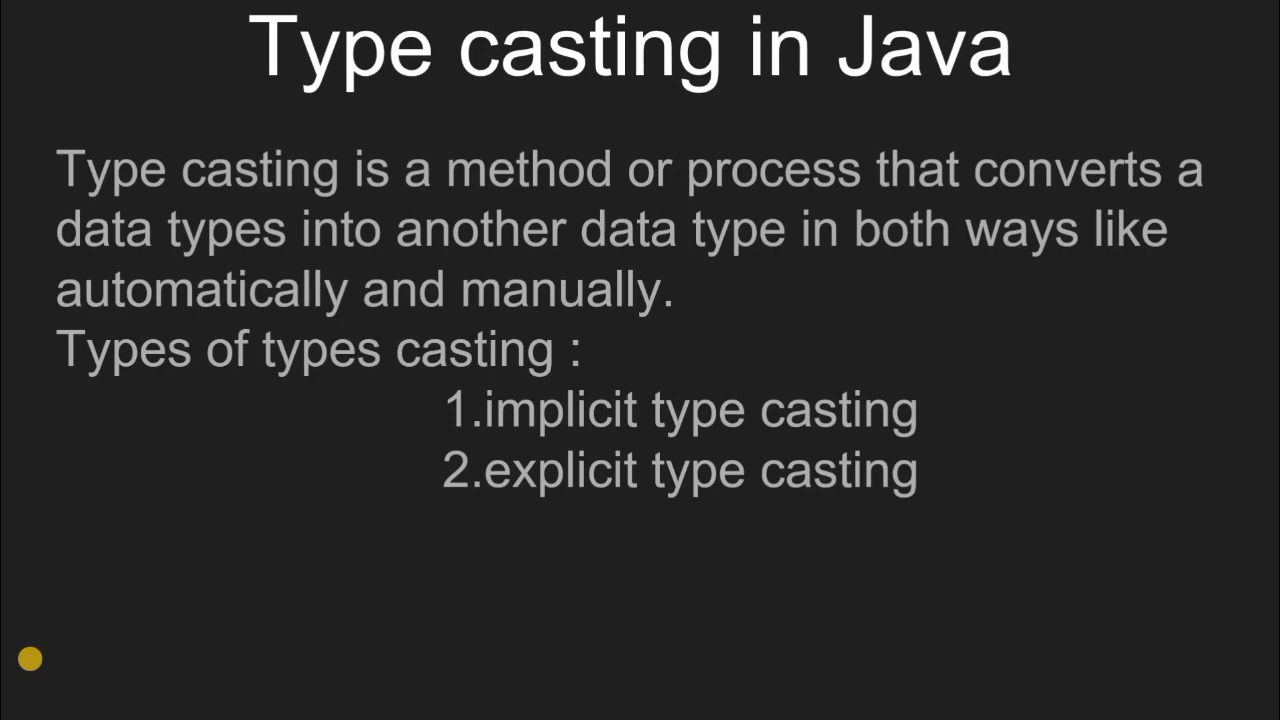 Type casting in Java
Type casting is a method or process that converts a
data types into another data type in both ways like
automatically and manually.
Types of types casting :
1.implicit type casting
2.explicit type casting